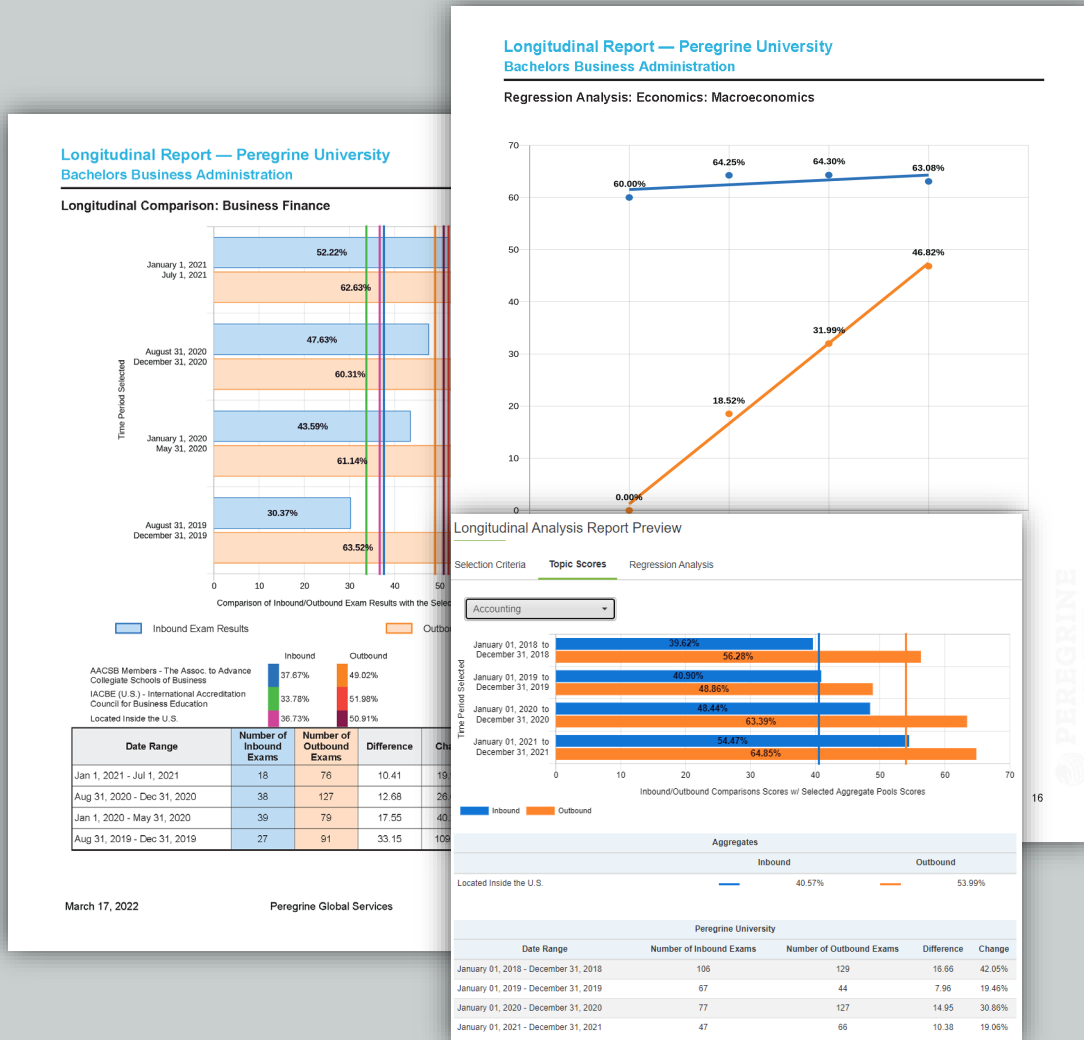 Longitudinal Report — Peregrine University
Bachelors Business Administration
Regression Analysis: Economics: Macroeconomics
70
60
50
40
30
20
10
0
60.00%
64.25%
64.30%
63.08%
46.82%
31.99%
18.52%
0.00%
PEREGRINE
16
Longitudinal Report — Peregrine University
Bachelors Business Administration
Longitudinal Comparison: Business Finance
Time Period Selected
January 1, 2021
July 1, 2021
52.22%
62.63%
August 31, 2020
December 31, 2020
47.63%
60.31%
January 1, 2020
May 31, 2020
43.59%
61.14%
August 31, 2019
December 31, 2019
30.37%
63.52%
0 10 20 30 40 50
Comparison of Inbound/Outbound Exam Results with the Selec
Inbound Exam Results
Outbo
Inbound Outbound
AACSB Members - The Assoc. to Advance
Collegiate Schools of Business
37.67% 49.02%
IACBE (U.S.) - International Accreditation
Council for Business Education
33.78% 51.98%
Located Inside the U.S.
36.73% 50.91%
Date Range Number of Inbound Exams Number of Outbound Exams Difference Cha
Jan 1, 2021 - Jul 1, 2021 18 76 10.41 19.
Aug 31, 2020 - Dec 31, 2020 38 127 12.68 26.
Jan 1, 2020 - May 31, 2020 39 79 17.55 40.
Aug 31, 2019 - Dec 31, 2019 27 91 33.15 109
March 17, 2022 Peregrine Global Services
Longitudinal Analysis Report Preview
Selection Criteria Topic Scores Regression Analysis
Accounting
Time Period Selected
January 01, 2018 to
December 31, 2018
39.62%
56.28%
January 01, 2019 to
December 31, 2019
40.90%
48.86%
January 01, 2020 to
December 31, 2020
48.44%
63.39%
January 01, 2021 to
December 31, 2021
54.47%
64.85%
0 10 20 30 40 50 60 70
Inbound/Outbound Comparisons Scores w/ Selected Aggregate Pools Scores
Inbound Outbound
Aggregates
Inbound Outbound
Located Inside the U.S. 40.57% 53.99%
Peregrine University
Date Range Number of Inbound Exams Number of Outbound Exams Difference Change
January 01, 2018 - December 31, 2018 106 129 16.66 42.05%
January 01, 2019 - December 31, 2019 67 44 7.96 19.46%
January 01, 2020 - December 31, 2020 77 127 14.95 30.86%
January 01, 2021 - December 31, 2021 47 66 10.38 19.06%